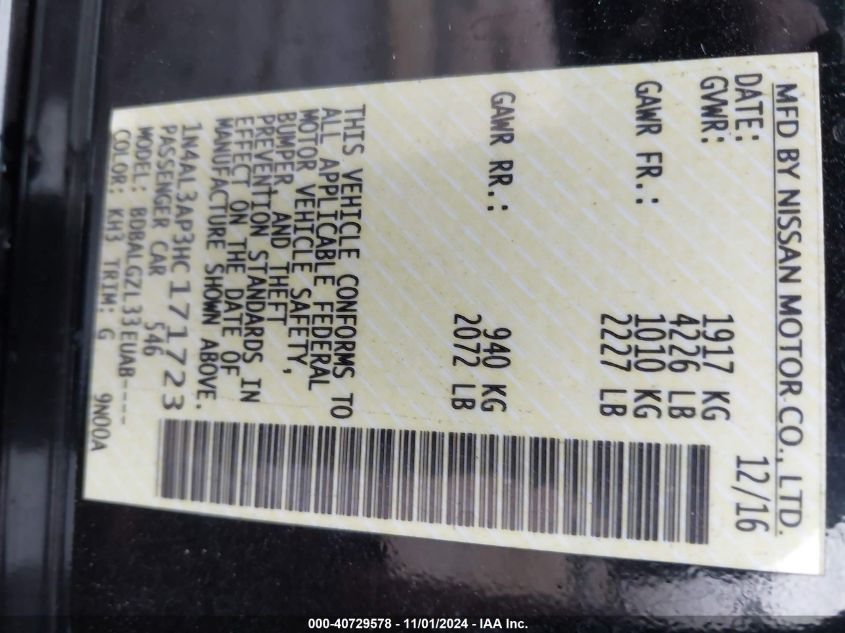 MFD BY NISSAN MOTOR CO., LTD.
DATE: 12/16
GVWR: 1917 KG
4226 LB
GAWR FR.: 1010 KG
2227 LB
GAWR RR.: 940 KG
2072 LB
THIS VEHICLE CONFORMS TO
ALL APPLICABLE FEDERAL
MOTOR VEHICLE SAFETY,
BUMPER AND THEFT
PREVENTION STANDARDS IN
EFFECT ON THE DATE OF
MANUFACTURE SHOWN ABOVE.
1N4AL3AP3HC171723
PASSENGER CAR 546
MODEL: BDBALGZL33EUAB----
COLOR: KH3 TRIM: G 9N00A
000-40729578 - 11/01/2024 - IAA Inc.